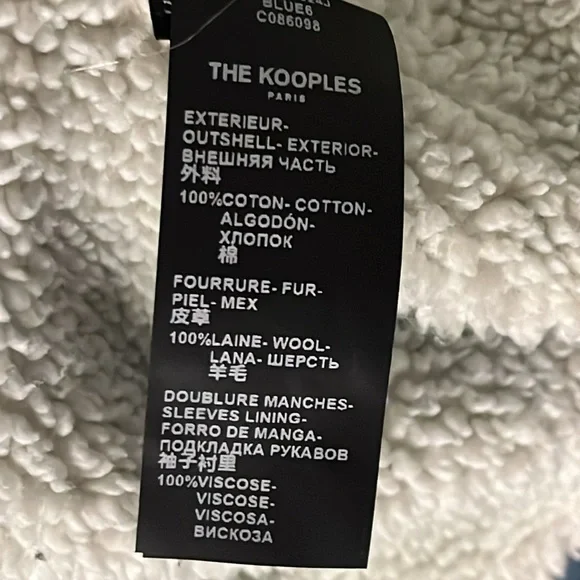 BLUE6
C086098
THE KOOPLES
PARIS
EXTERIEUR-
OUTSHELL- EXTERIOR-
ВНЕШНЯЯ ЧАСТЬ
外料
100%COTON- COTTON-
ALGODÓN-
ХЛОПОК
棉
FOURRURE- FUR-
PIEL- MEX
皮草
100%LAINE- WOOL-
LANA- ШЕРСТЬ
羊毛
DOUBLURE MANCHES-
SLEEVES LINING-
FORRO DE MANGA-
ПОДКЛАДКА РУКАВОВ
袖子衬里
100%VISCOSE-
VISCOSE-
VISCOSA-
ВИСКОЗА